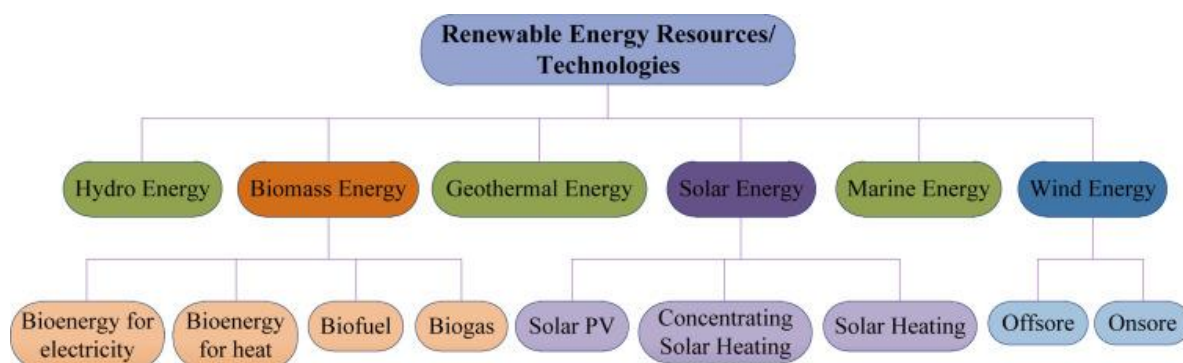 Renewable Energy Resources/
Technologies
Hydro Energy
Biomass Energy
Geothermal Energy
Solar Energy
Marine Energy
Wind Energy
Bioenergy for
electricity
Bioenergy
for heat
Biofuel
Biogas
Solar PV
Concentrating
Solar Heating
Solar Heating
Offsore
Onsore